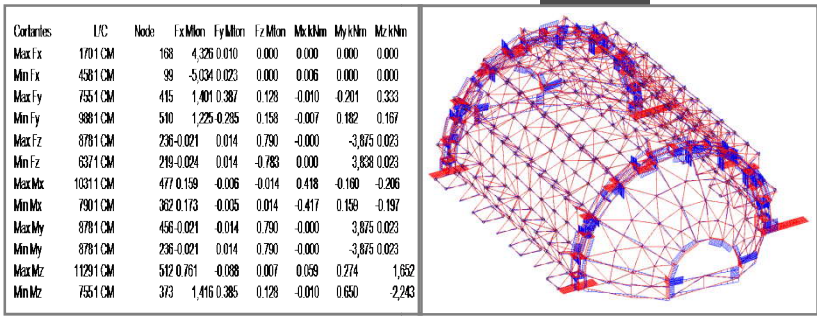 Cortantes L/C Node Fx Mton Fy Mton Fz Mton Mx kNm My kNm Mz kNm
Max Fx 1701 CM 168 4,326 0.010 0.000 0.000 0.000 0.000
Min Fx 4581 CM 99 -5,034 0.023 0.000 0.006 0.000 0.000
Max Fy 7551 CM 415 1,401 0.387 0.128 -0.010 -0.201 0.333
Min Fy 9881 CM 510 1,225 -0.285 0.158 -0.007 0.182 0.167
Max Fz 8781 CM 236 -0.021 0.014 0.790 -0.000 -3,875 0.023
Min Fz 6371 CM 219 -0.024 0.014 -0.783 0.000 3,838 0.023
Max Mx 10311 CM 477 0.159 -0.006 -0.014 0.418 -0.160 -0.206
Min Mx 7901 CM 362 0.173 -0.005 0.014 -0.417 0.159 -0.197
Max My 8781 CM 456 -0.021 -0.014 0.790 -0.000 3,875 0.023
Min My 8781 CM 236 -0.021 0.014 0.790 -0.000 -3,875 0.023
Max Mz 11291 CM 512 0.761 -0.088 0.007 0.059 0.274 1,652
Min Mz 7551 CM 373 1,416 0.385 0.128 -0.010 0.650 -2,243